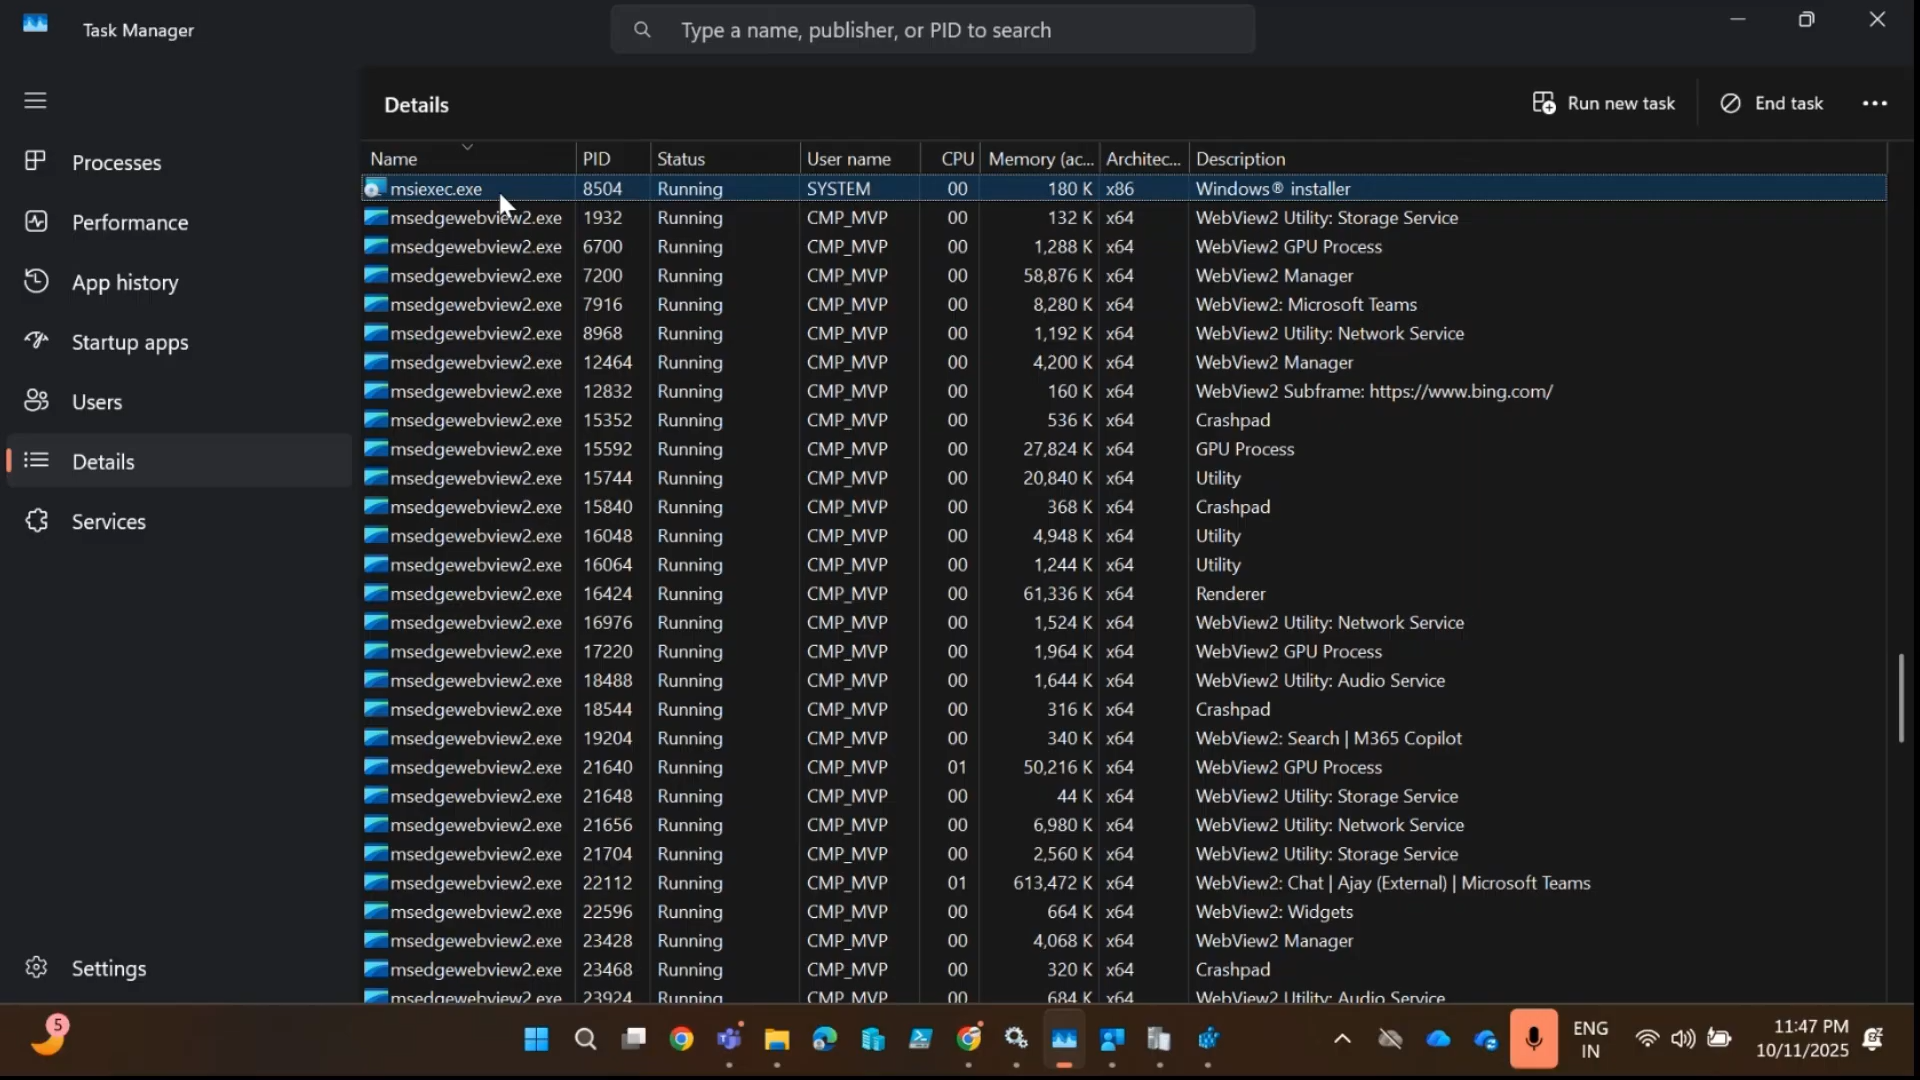 Task Manager
Type a name, publisher, or PID to search
Details
Run new task
End task
Processes
Performance
App history
Startup apps
Users
Details
Services
Settings
Name PID Status User name CPU Memory (ac... Architec... Description
msiexec.exe 8504 Running SYSTEM 00 180 K x86 Windows® installer
msedgewebview2.exe 1932 Running CMP_MVP 00 132 K x64 WebView2 Utility: Storage Service
msedgewebview2.exe 6700 Running CMP_MVP 00 1,288 K x64 WebView2 GPU Process
msedgewebview2.exe 7200 Running CMP_MVP 00 58,876 K x64 WebView2 Manager
msedgewebview2.exe 7916 Running CMP_MVP 00 8,280 K x64 WebView2: Microsoft Teams
msedgewebview2.exe 8968 Running CMP_MVP 00 1,192 K x64 WebView2 Utility: Network Service
msedgewebview2.exe 12464 Running CMP_MVP 00 4,200 K x64 WebView2 Manager
msedgewebview2.exe 12832 Running CMP_MVP 00 160 K x64 WebView2 Subframe: https://www.bing.com/
msedgewebview2.exe 15352 Running CMP_MVP 00 536 K x64 Crashpad
msedgewebview2.exe 15592 Running CMP_MVP 00 27,824 K x64 GPU Process
msedgewebview2.exe 15744 Running CMP_MVP 00 20,840 K x64 Utility
msedgewebview2.exe 15840 Running CMP_MVP 00 368 K x64 Crashpad
msedgewebview2.exe 16048 Running CMP_MVP 00 4,948 K x64 Utility
msedgewebview2.exe 16064 Running CMP_MVP 00 1,244 K x64 Utility
msedgewebview2.exe 16424 Running CMP_MVP 00 61,336 K x64 Renderer
msedgewebview2.exe 16976 Running CMP_MVP 00 1,524 K x64 WebView2 Utility: Network Service
msedgewebview2.exe 17220 Running CMP_MVP 00 1,964 K x64 WebView2 GPU Process
msedgewebview2.exe 18488 Running CMP_MVP 00 1,644 K x64 WebView2 Utility: Audio Service
msedgewebview2.exe 18544 Running CMP_MVP 00 316 K x64 Crashpad
msedgewebview2.exe 19204 Running CMP_MVP 00 340 K x64 WebView2: Search | M365 Copilot
msedgewebview2.exe 21640 Running CMP_MVP 01 50,216 K x64 WebView2 GPU Process
msedgewebview2.exe 21648 Running CMP_MVP 00 44 K x64 WebView2 Utility: Storage Service
msedgewebview2.exe 21656 Running CMP_MVP 00 6,980 K x64 WebView2 Utility: Network Service
msedgewebview2.exe 21704 Running CMP_MVP 00 2,560 K x64 WebView2 Utility: Storage Service
msedgewebview2.exe 22112 Running CMP_MVP 01 613,472 K x64 WebView2: Chat | Ajay (External) | Microsoft Teams
msedgewebview2.exe 22596 Running CMP_MVP 00 664 K x64 WebView2: Widgets
msedgewebview2.exe 23428 Running CMP_MVP 00 4,068 K x64 WebView2 Manager
msedgewebview2.exe 23468 Running CMP_MVP 00 320 K x64 Crashpad
msedgewebview2.exe 23924 Running CMP_MVP 00 684 K x64 WebView2 Utility: Audio Service
5
ENG
IN
11:47 PM
10/11/2025